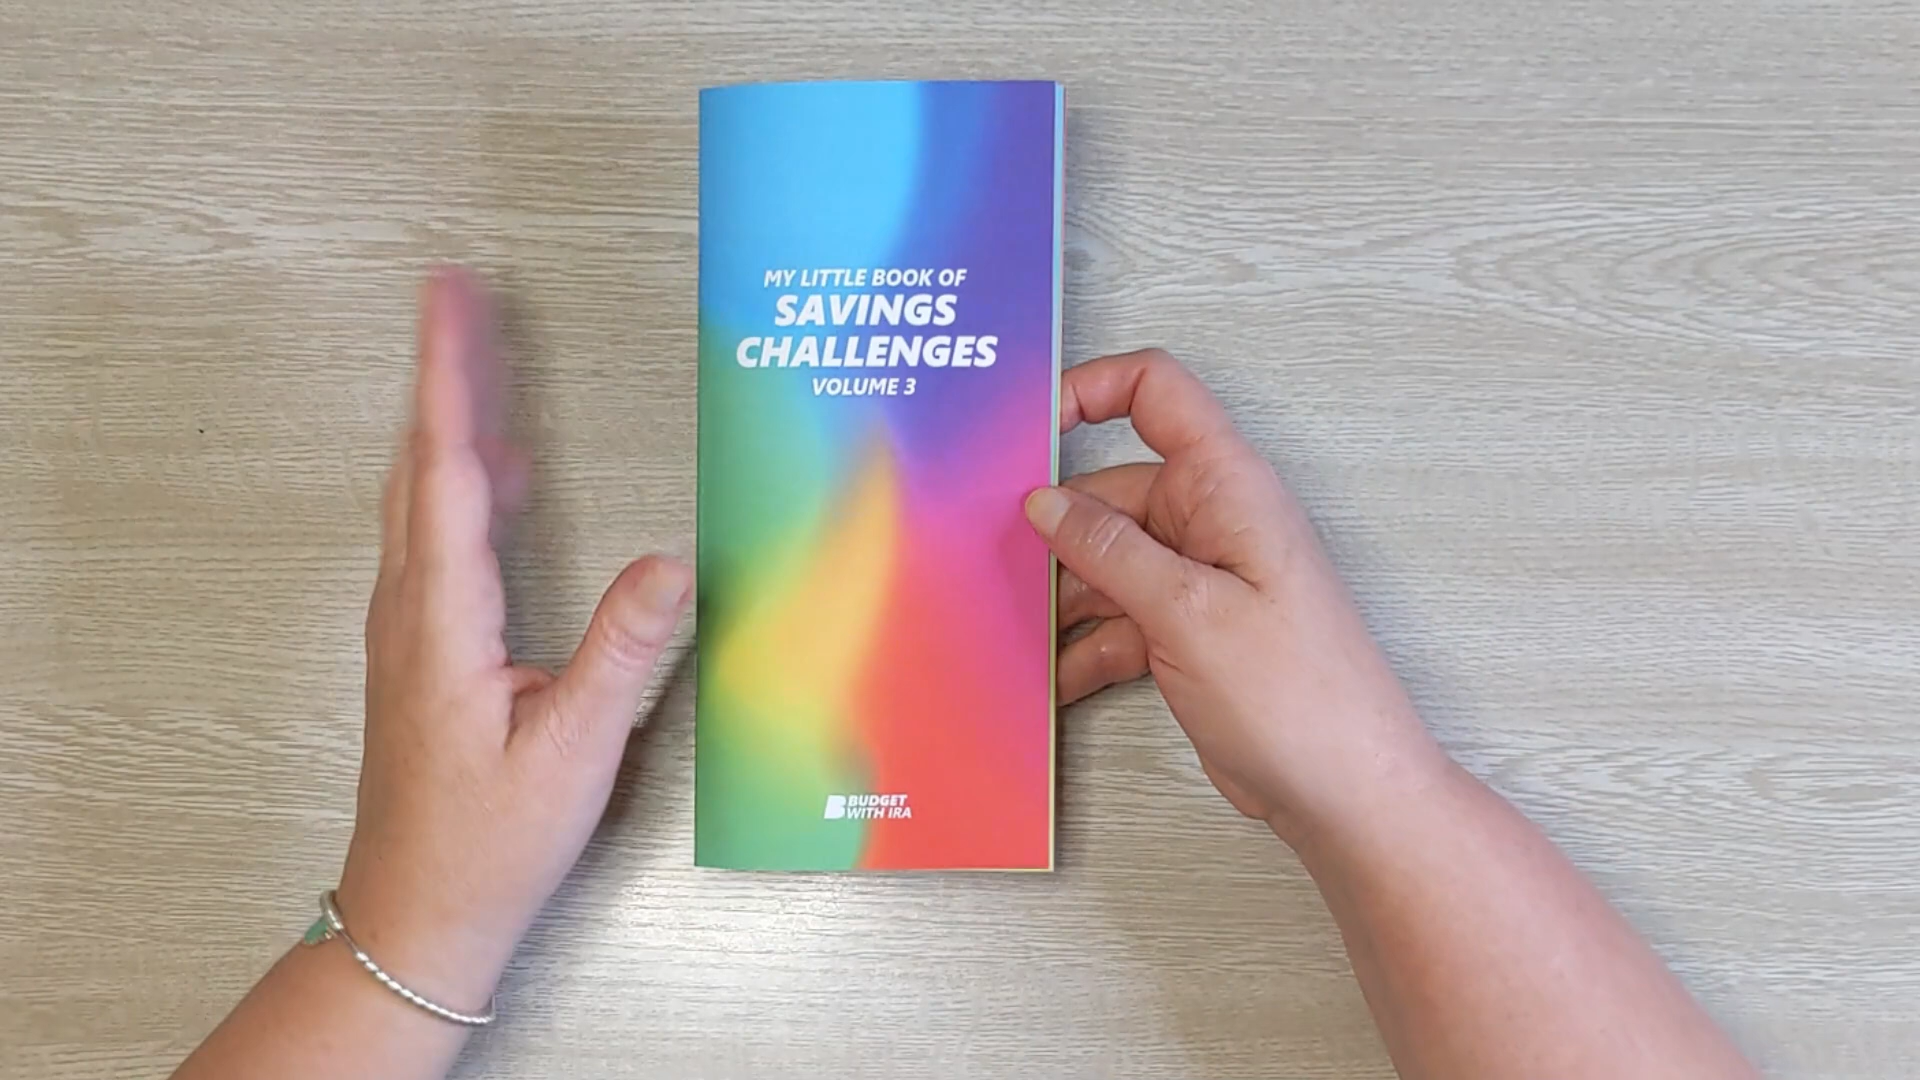 MY LITTLE BOOK OF
SAVINGS
CHALLENGES
VOLUME 3
BUDGET
WITH IRA